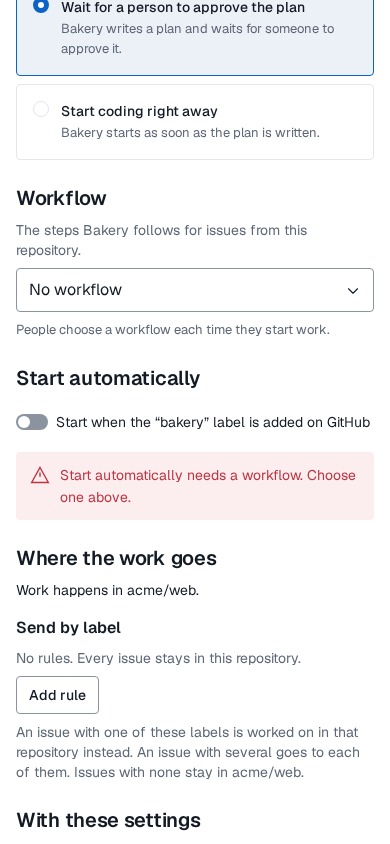 Wait for a person to approve the plan
Bakery writes a plan and waits for someone to
approve it.
Start coding right away
Bakery starts as soon as the plan is written.
Workflow
The steps Bakery follows for issues from this
repository.
No workflow
People choose a workflow each time they start work.
Start automatically
Start when the “bakery” label is added on GitHub
Start automatically needs a workflow. Choose
one above.
Where the work goes
Work happens in acme/web.
Send by label
No rules. Every issue stays in this repository.
Add rule
An issue with one of these labels is worked on in that
repository instead. An issue with several goes to each
of them. Issues with none stay in acme/web.
With these settings